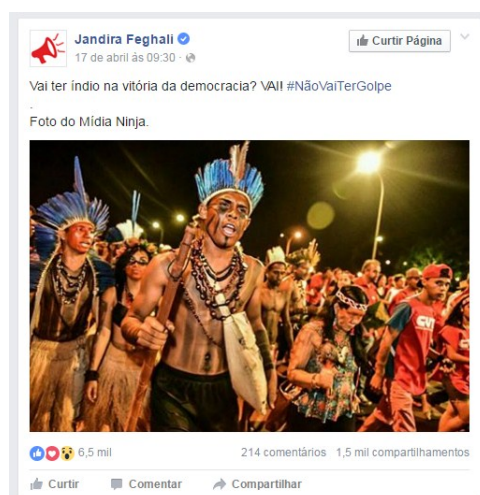 Jandira Feghali
Curtir Página
17 de abril às 09:30 ·
Vai ter índio na vitória da democracia? VAI! #NãoVaiTerGolpe
.
Foto do Mídia Ninja.
6,5 mil
214 comentários 1,5 mil compartilhamentos
Curtir Comentar Compartilhar